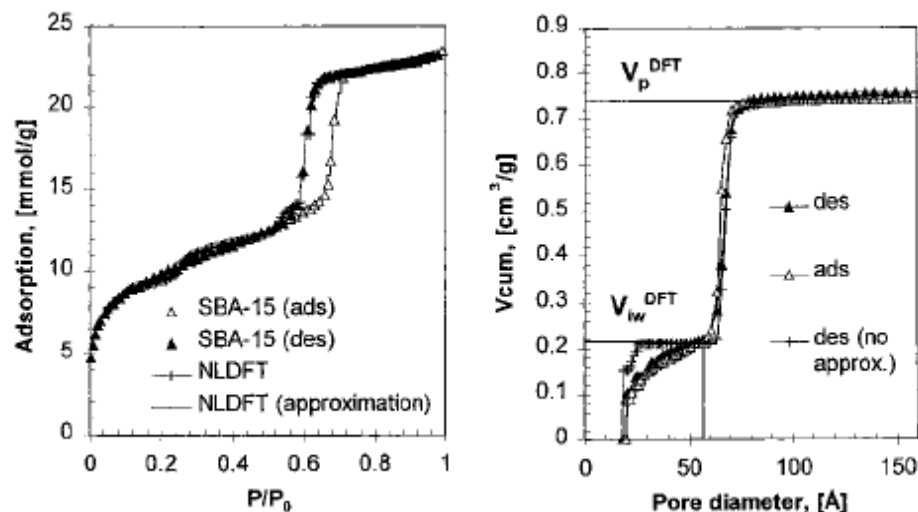 25
20
15
10
5
0
Adsorption, [mmol/g]
SBA-15 (ads)
SBA-15 (des)
NLDFT
NLDFT (approximation)
0
0.2
0.4
0.6
0.8
1
P/P₀
0.9
0.8
0.7
0.6
0.5
0.4
0.3
0.2
0.1
0
Vcum, [cm³/g]
Vₚ^DFT
V_iw^DFT
des
ads
des (no
approx.)
0
50
100
150
Pore diameter, [Å]